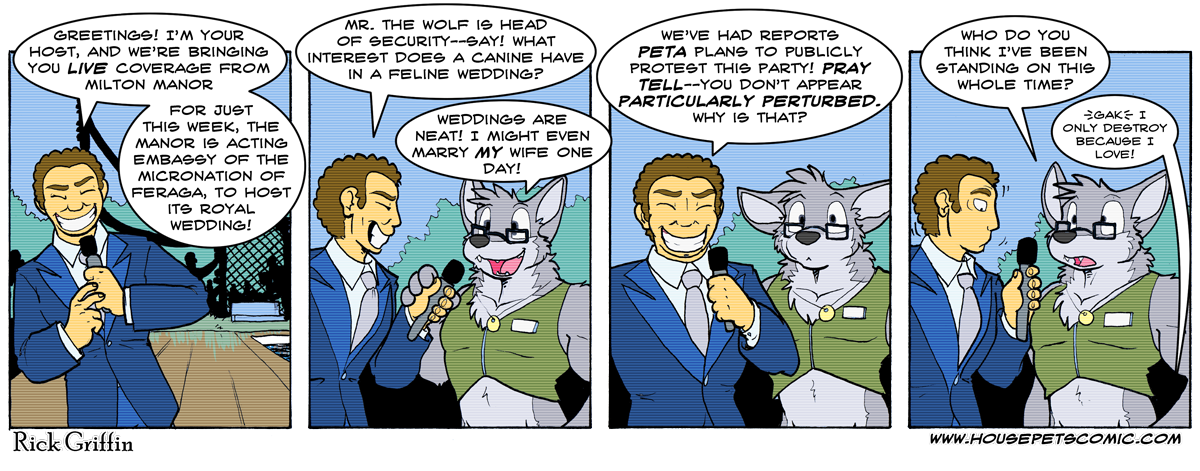 GREETINGS! I'M YOUR
HOST, AND WE'RE BRINGING
YOU LIVE COVERAGE FROM
MILTON MANOR
FOR JUST
THIS WEEK, THE
MANOR IS ACTING
EMBASSY OF THE
MICRONATION OF
FERAGA, TO HOST
ITS ROYAL
WEDDING!
MR. THE WOLF IS HEAD
OF SECURITY--SAY! WHAT
INTEREST DOES A CANINE HAVE
IN A FELINE WEDDING?
WEDDINGS ARE
NEAT! I MIGHT EVEN
MARRY MY WIFE ONE
DAY!
WE'VE HAD REPORTS
PETA PLANS TO PUBLICLY
PROTEST THIS PARTY! PRAY
TELL--YOU DON'T APPEAR
PARTICULARLY PERTURBED.
WHY IS THAT?
WHO DO YOU
THINK I'VE BEEN
STANDING ON THIS
WHOLE TIME?
>GAK< I
ONLY DESTROY
BECAUSE I
LOVE!
Rick Griffin
WWW.HOUSEPETSCOMIC.COM